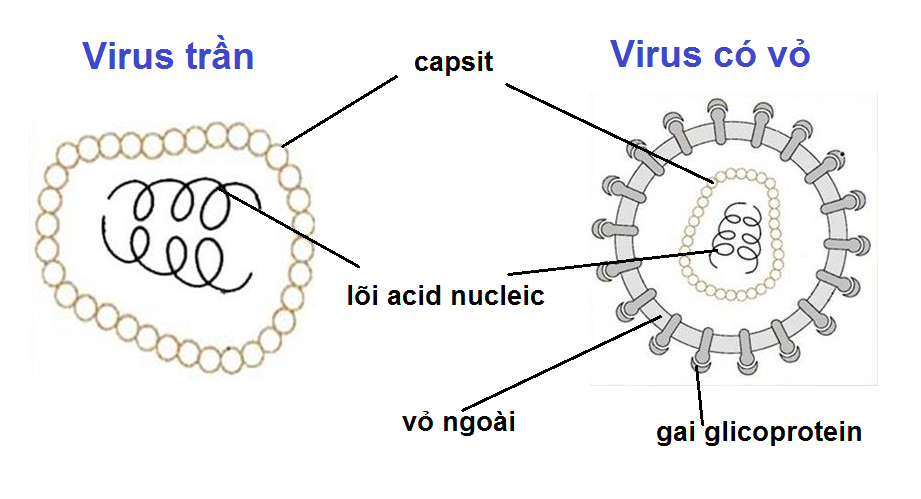 Virus trần
Virus có vỏ
capsit
lõi acid nucleic
vỏ ngoài
gai glicoprotein